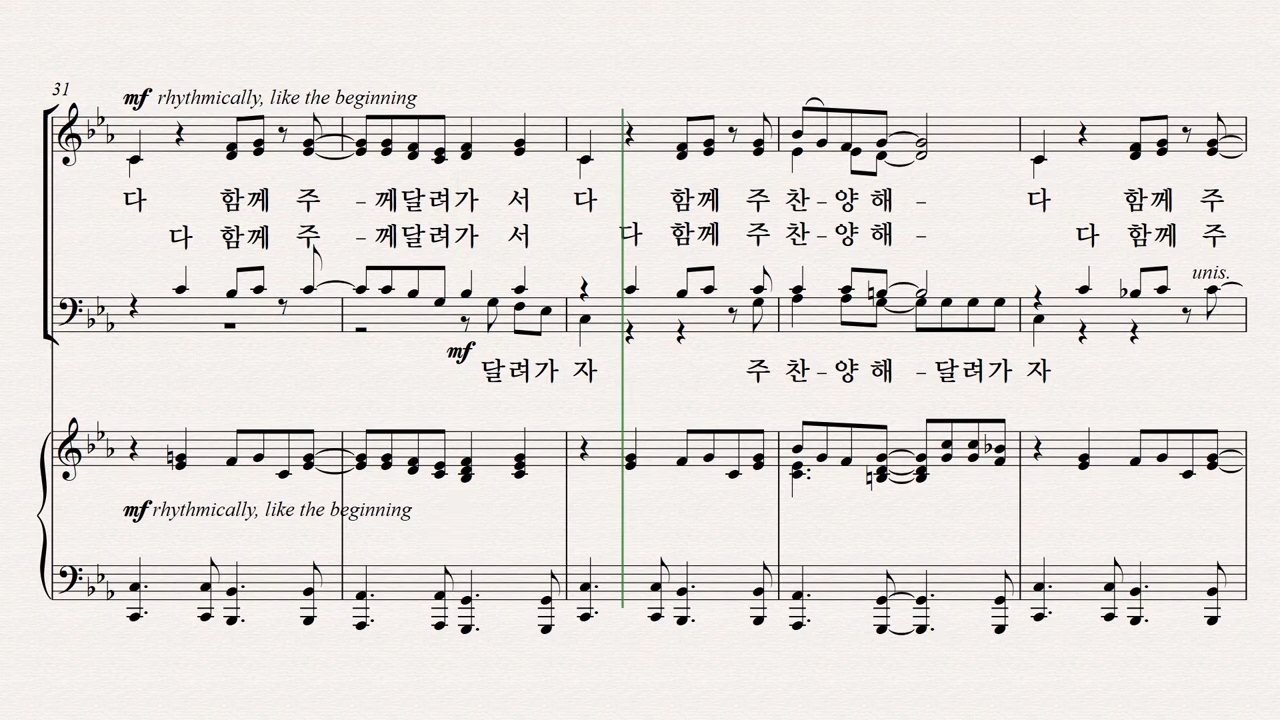 31
mf rhythmically, like the beginning
다 함께 주 – 께달려가 서 다 함께 주 찬 – 양 해 – 다 함께 주
다 함께 주 – 께달려가 서 다 함께 주 찬 – 양 해 – 다 함께 주
unis.
mf
달려가 자 주 찬 – 양 해 – 달려가 자
mf rhythmically, like the beginning